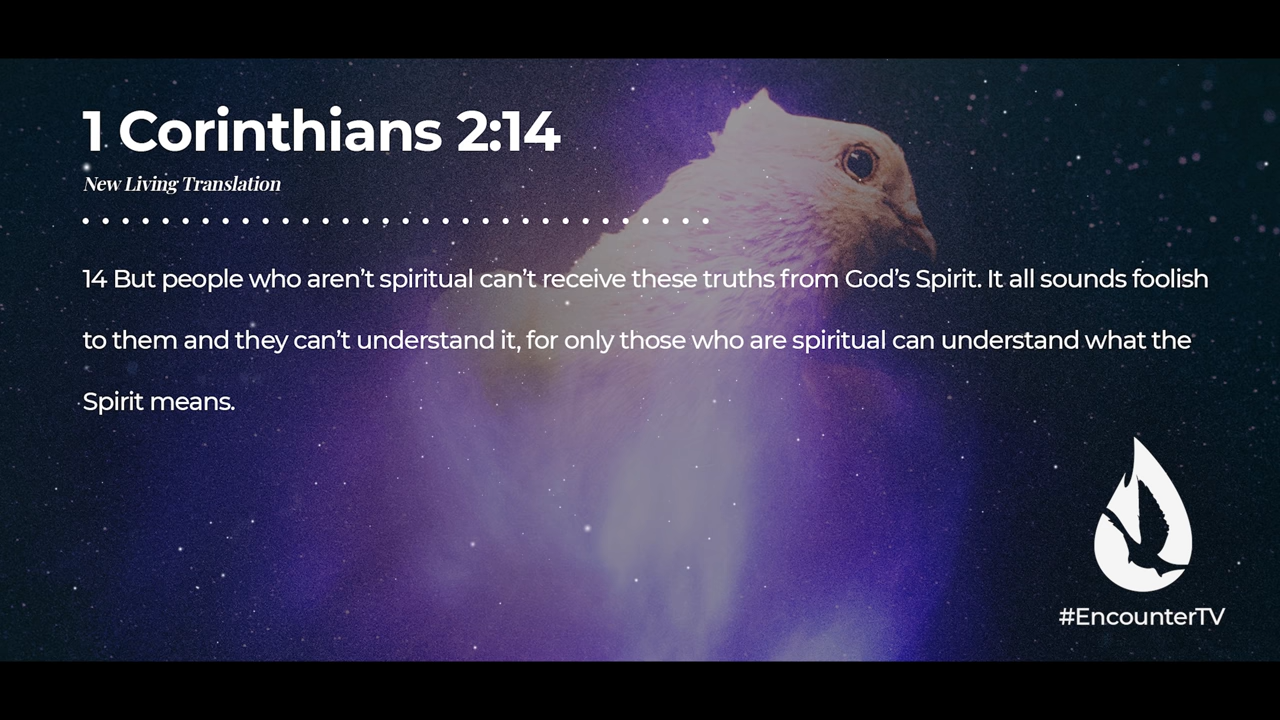 1 Corinthians 2:14
New Living Translation
14 But people who aren’t spiritual can’t receive these truths from God’s Spirit. It all sounds foolish
to them and they can’t understand it, for only those who are spiritual can understand what the
Spirit means.
#EncounterTV